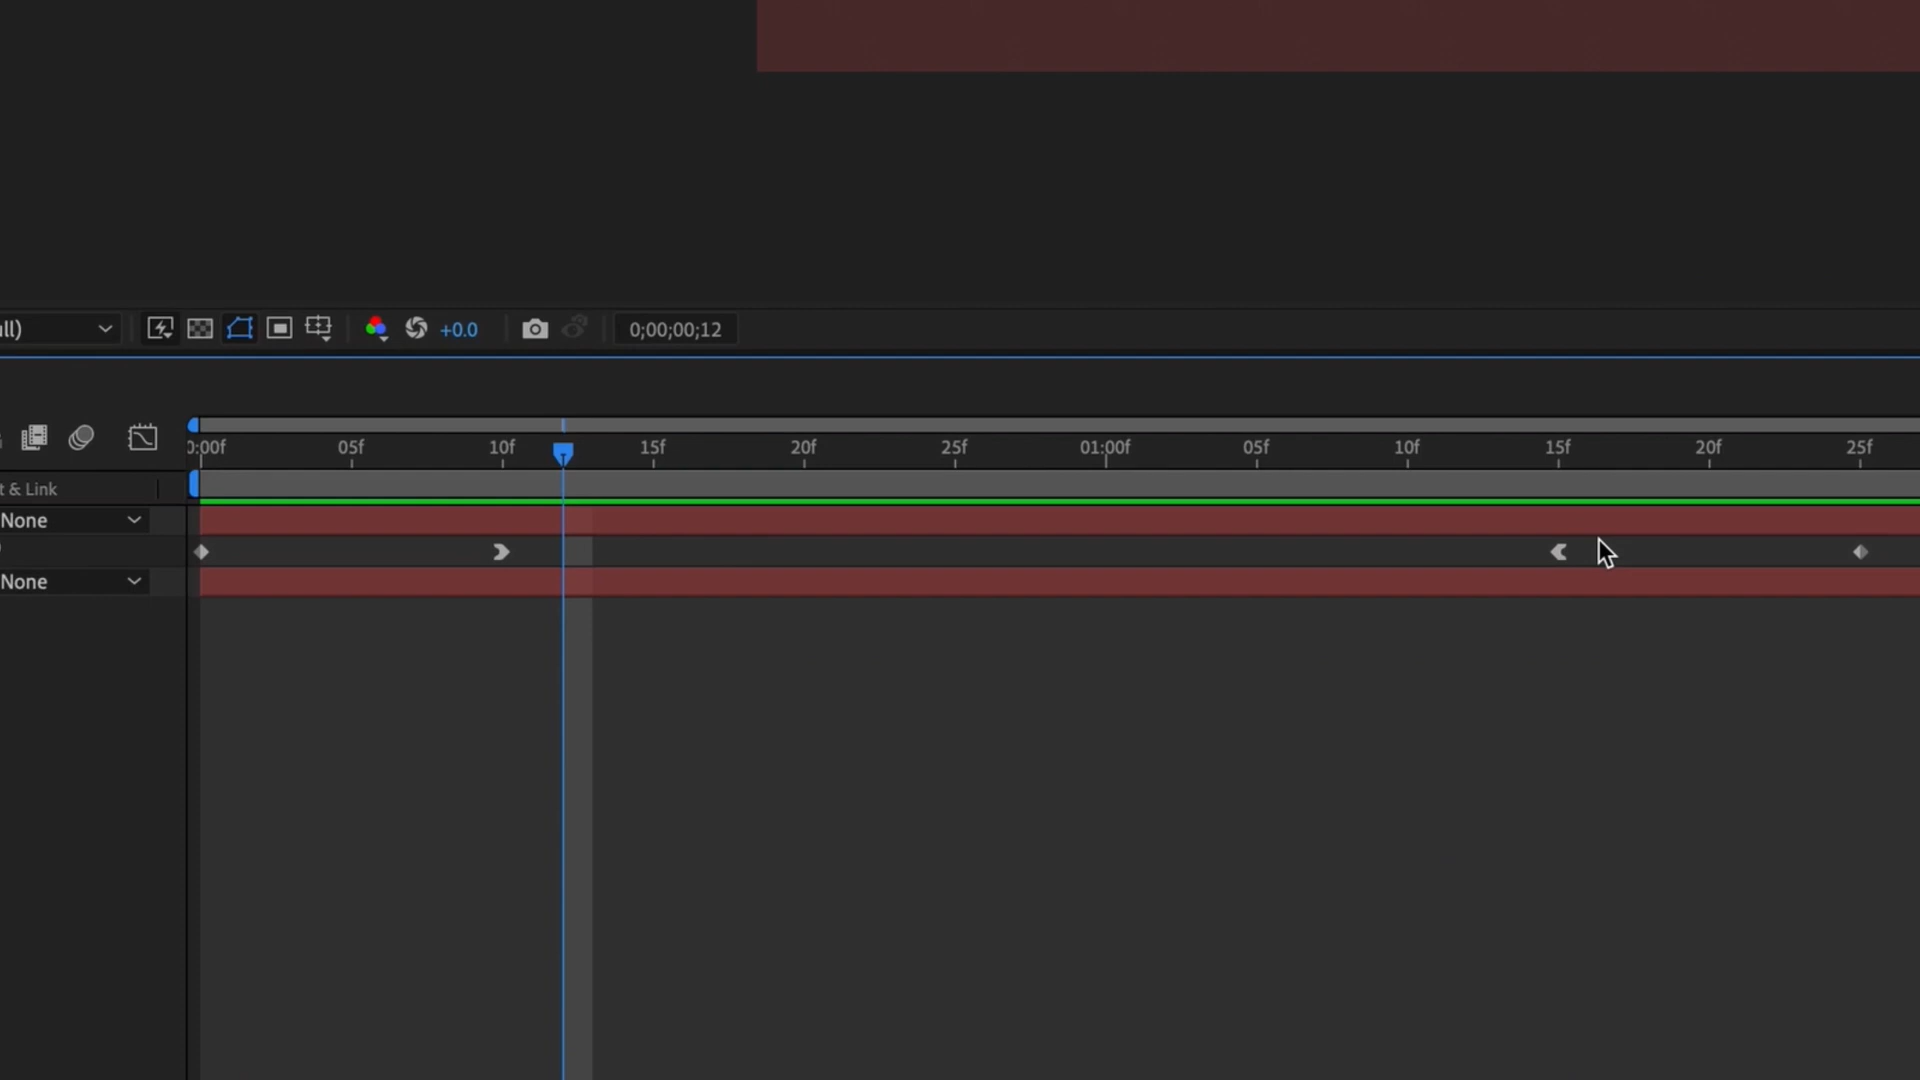 ull) +0.0 0;00;00;12
0:00f 05f 10f 15f 20f 25f 01:00f 05f 10f 15f 20f 25f
t & Link
None
None